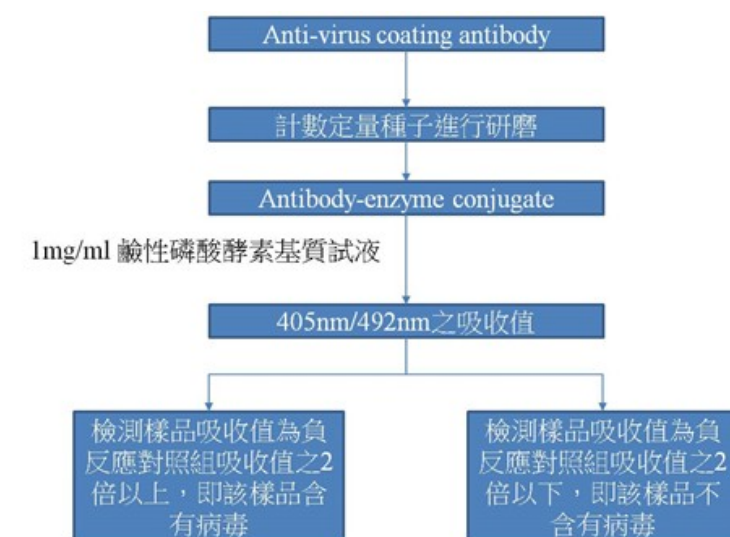 Anti-virus coating antibody
計數定量種子進行研磨
Antibody-enzyme conjugate
1mg/ml 鹼性磷酸酵素基質試液
405nm/492nm之吸收值
檢測樣品吸收值為負
反應對照組吸收值之2
倍以上，即該樣品含
有病毒
檢測樣品吸收值為負
反應對照組吸收值之2
倍以下，即該樣品不
含有病毒